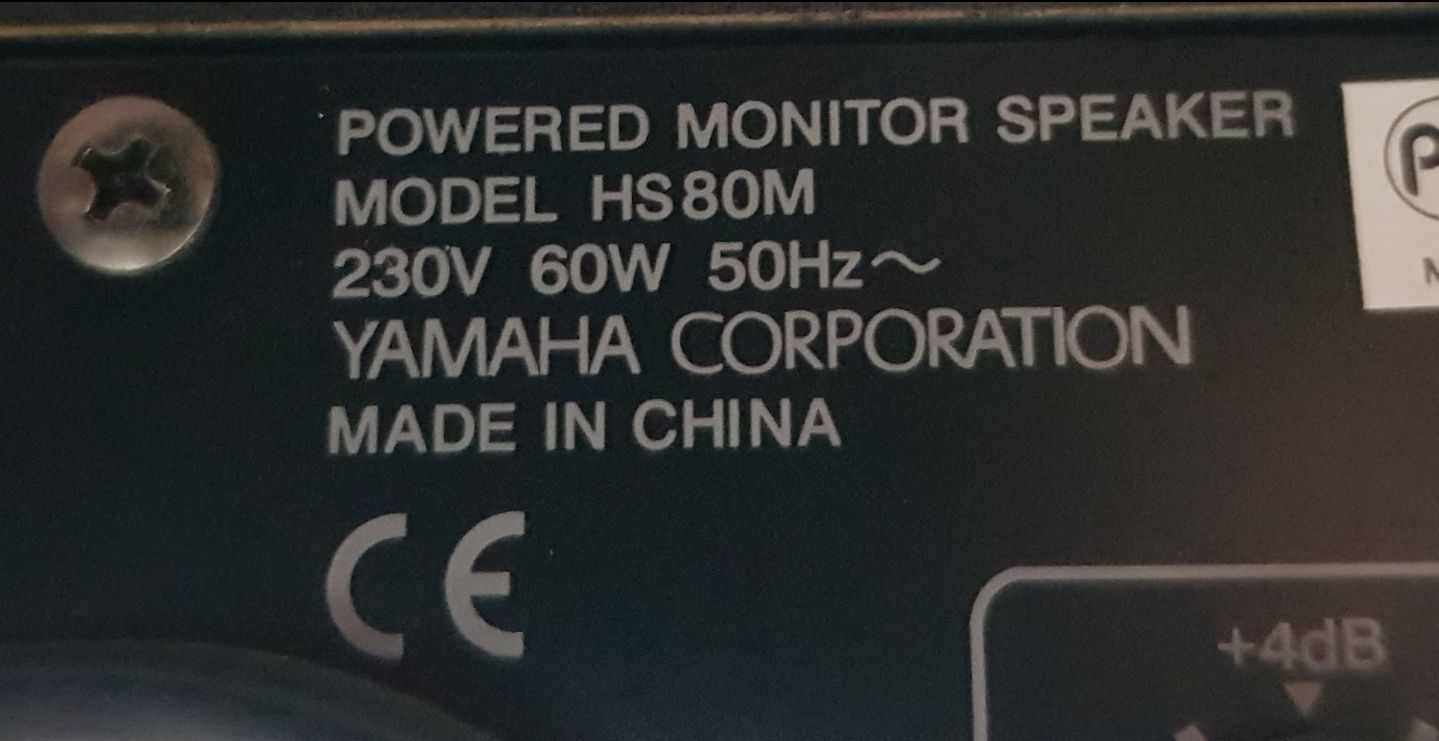 POWERED MONITOR SPEAKER
MODEL HS80M
230V 60W 50Hz～
YAMAHA CORPORATION
MADE IN CHINA
CE
+4dB